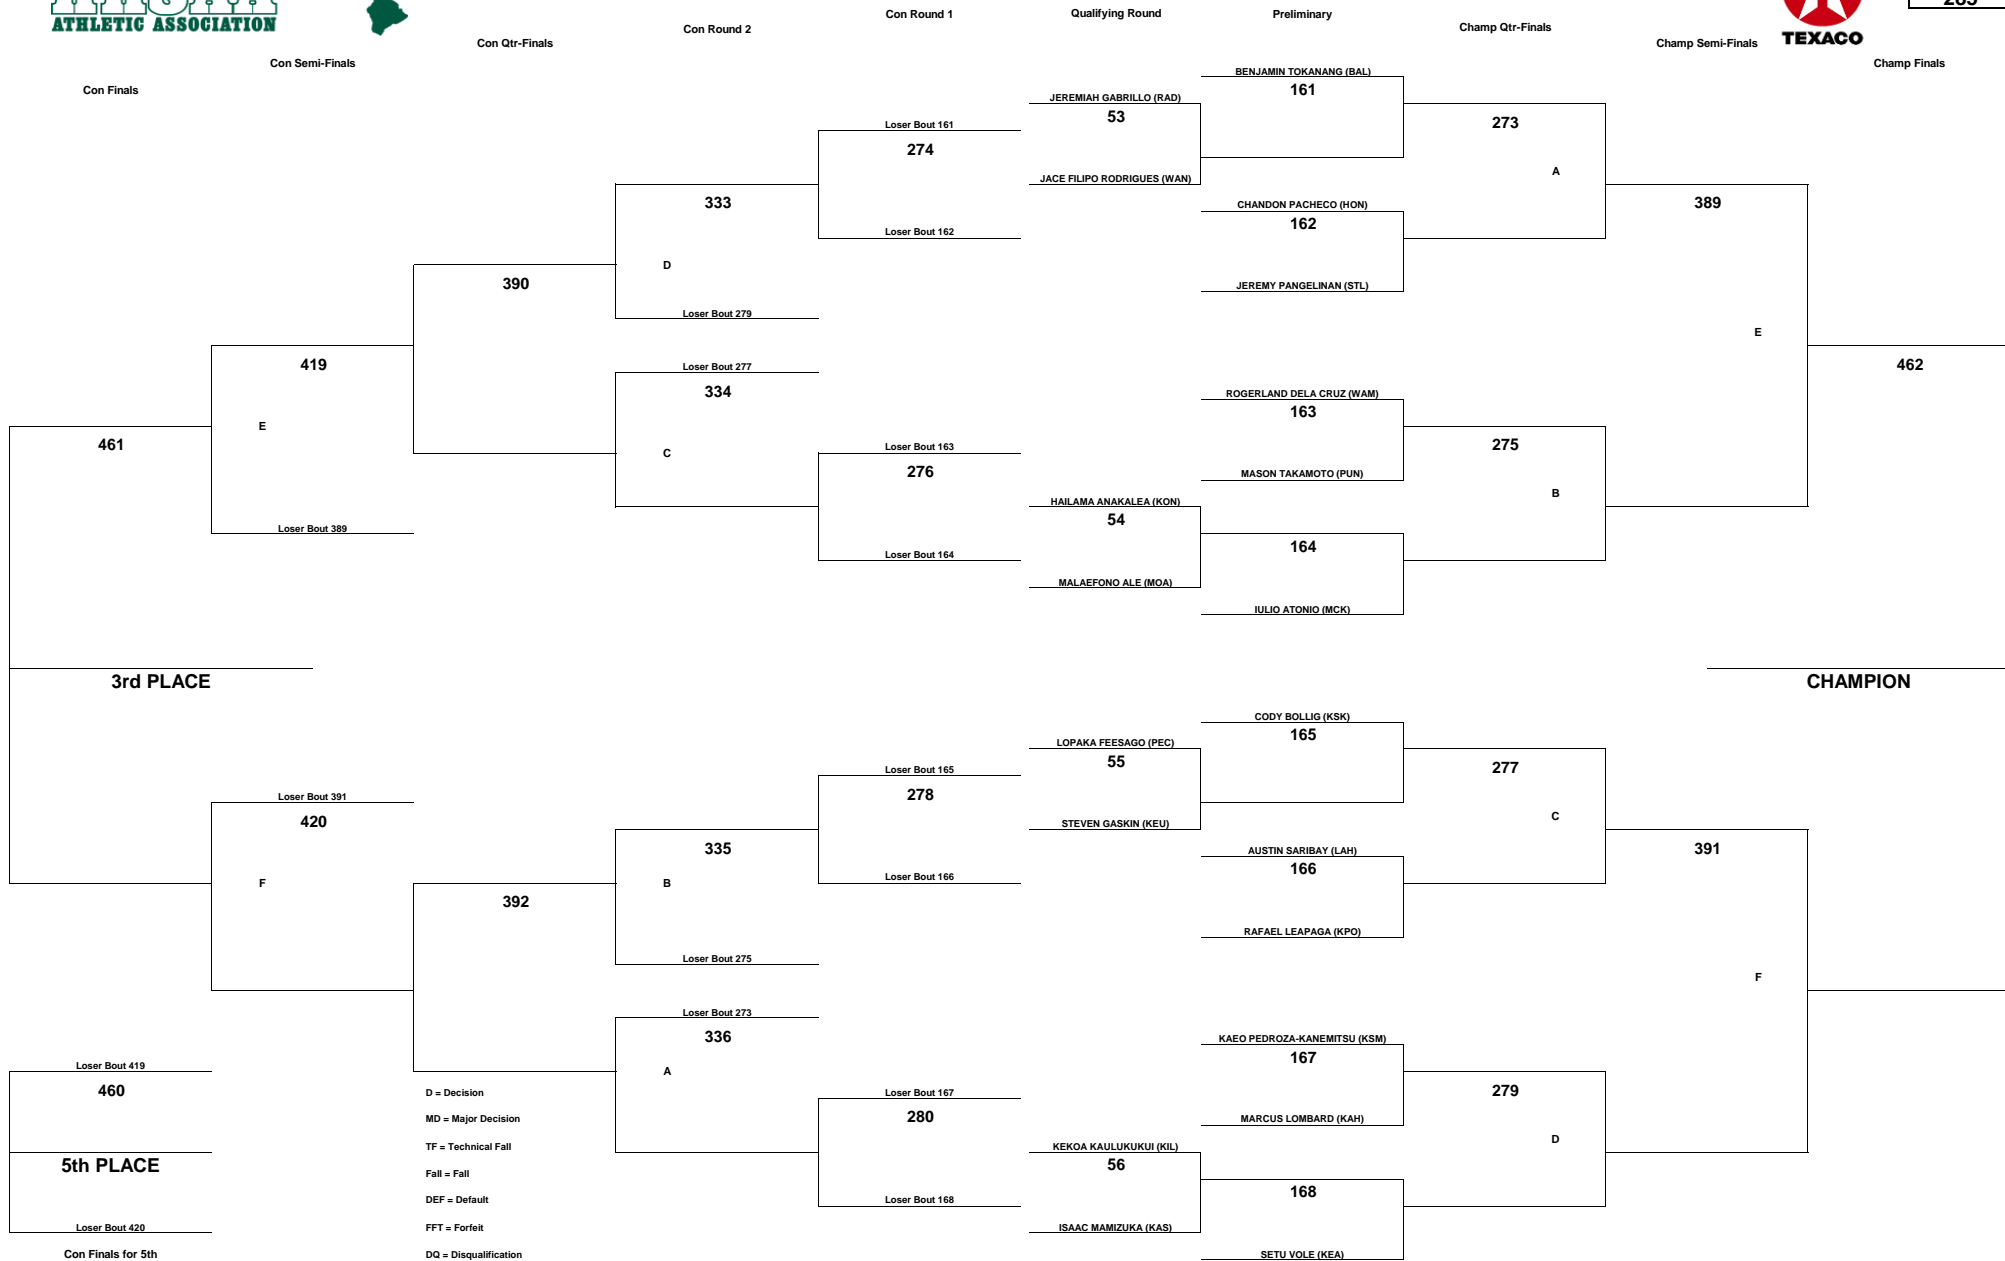 ATHLETIC ASSOCIATION
TEXACO
Con Finals
Con Semi-Finals
Con Qtr-Finals
Con Round 2
Con Round 1
Qualifying Round
Preliminary
Champ Qtr-Finals
Champ Semi-Finals
Champ Finals
BENJAMIN TOKANANG (BAL)
161
JEREMIAH GABRILLO (RAD)
53
JACE FILIPO RODRIGUES (WAN)
CHANDON PACHECO (HON)
162
JEREMY PANGELINAN (STL)
ROGERLAND DELA CRUZ (WAM)
163
MASON TAKAMOTO (PUN)
HAILAMA ANAKALEA (KON)
54
MALAEFONO ALE (MOA)
164
IULIO ATONIO (MCK)
CODY BOLLIG (KSK)
165
LOPAKA FEESAGO (PEC)
55
STEVEN GASKIN (KEU)
AUSTIN SARIBAY (LAH)
166
RAFAEL LEAPAGA (KPO)
KAEO PEDROZA-KANEMITSU (KSM)
167
MARCUS LOMBARD (KAH)
KEKOA KAULUKUKUI (KIL)
56
ISAAC MAMIZUKA (KAS)
168
SETU VOLE (KEA)
273
A
275
B
277
C
279
D
389
E
391
F
462
CHAMPION
Loser Bout 161
274
Loser Bout 162
Loser Bout 163
276
Loser Bout 164
Loser Bout 165
278
Loser Bout 166
Loser Bout 167
280
Loser Bout 168
333
D
Loser Bout 279
Loser Bout 277
334
C
335
B
Loser Bout 275
Loser Bout 273
336
A
390
392
419
E
Loser Bout 389
Loser Bout 391
420
F
461
3rd PLACE
Loser Bout 419
460
5th PLACE
Loser Bout 420
Con Finals for 5th
D = Decision
MD = Major Decision
TF = Technical Fall
Fall = Fall
DEF = Default
FFT = Forfeit
DQ = Disqualification